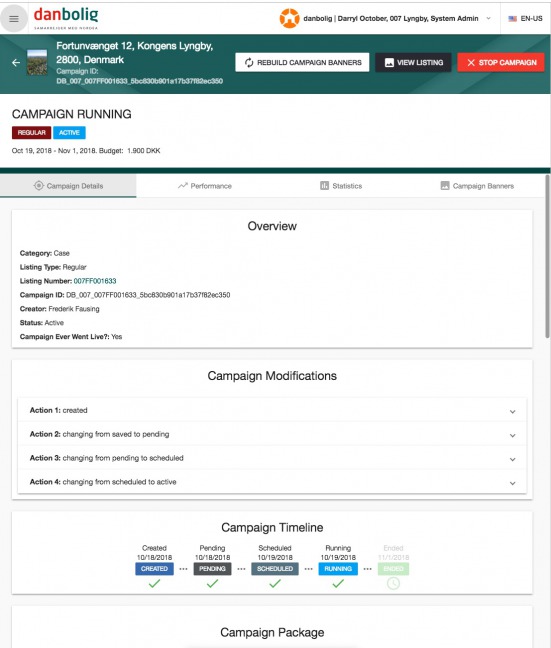 danbolig
SAMARBEJDER MED NORDEA
danbolig | Darryl October, 007 Lyngby, System Admin
EN-US
Fortunvænget 12, Kongens Lyngby,
2800, Denmark
Campaign ID:
DB_007_007FF001633_5bc830b901a17b37f82ec350
REBUILD CAMPAIGN BANNERS
VIEW LISTING
STOP CAMPAIGN
CAMPAIGN RUNNING
REGULAR ACTIVE
Oct 19, 2018 - Nov 1, 2018. Budget: 1.900 DKK
Campaign Details
Performance
Statistics
Campaign Banners
Overview
Category: Case
Listing Type: Regular
Listing Number: 007FF001633
Campaign ID: DB_007_007FF001633_5bc830b901a17b37f82ec350
Creator: Frederik Fausing
Status: Active
Campaign Ever Went Live?: Yes
Campaign Modifications
Action 1: created
Action 2: changing from saved to pending
Action 3: changing from pending to scheduled
Action 4: changing from scheduled to active
Campaign Timeline
Created Pending Scheduled Running Ended
10/18/2018 10/18/2018 10/19/2018 10/19/2018 11/1/2018
CREATED PENDING SCHEDULED RUNNING ENDED
Campaign Package